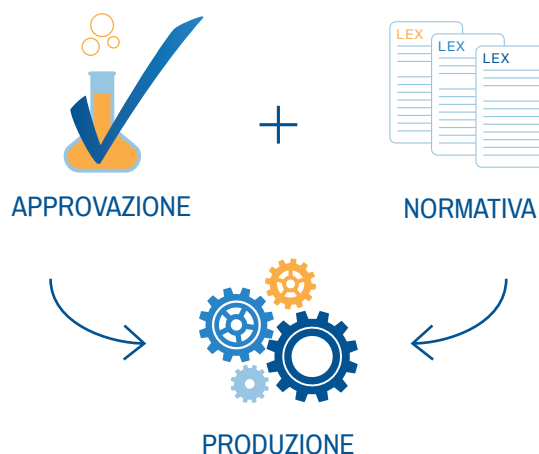 LEX
LEX
LEX
APPROVAZIONE
NORMATIVA
PRODUZIONE